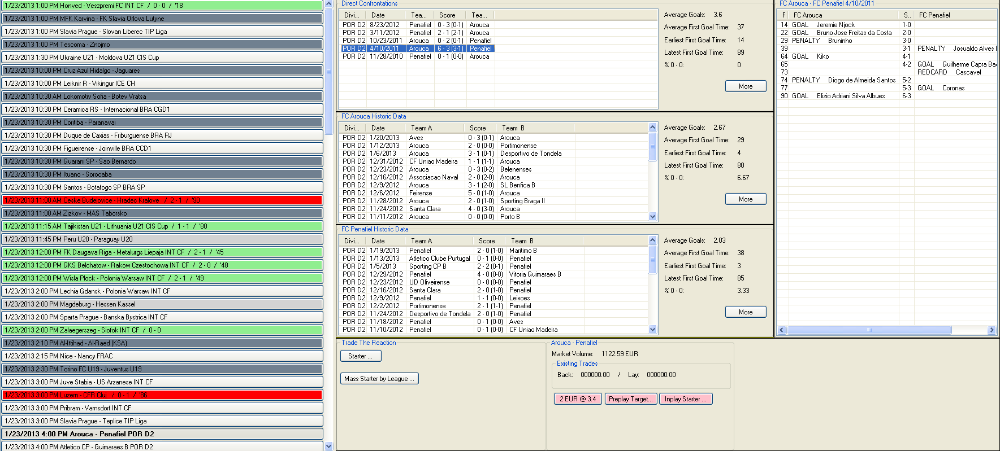 1/23/2013 1:00 PM Honved - Veszpremi FC INT CF / 0 - 0 / '18
1/23/2013 1:00 PM MFK Karvina - FK Slavia Orlova Lutyne
1/23/2013 1:00 PM Slavia Prague - Slovan Liberec TIP Liga
1/23/2013 1:00 PM Tescoma - Znojmo
1/23/2013 1:30 PM Ukraine U21 - Moldova U21 CIS Cup
1/23/2013 10:00 PM Cruz Azul Hidalgo - Jaguares
1/23/2013 10:00 PM Leiknir R - Vikingur ICE CH
1/23/2013 10:30 AM Lokomotiv Sofia - Botev Vratsa
1/23/2013 10:30 PM Ceramica RS - Internacional BRA CGD1
1/23/2013 10:30 PM Coritiba - Paranavai
1/23/2013 10:30 PM Duque de Caxias - Friburguense BRA RJ
1/23/2013 10:30 PM Figueirense - Joinville BRA CCD1
1/23/2013 10:30 PM Guarani SP - Sao Bernardo
1/23/2013 10:30 PM Ituano - Sorocaba
1/23/2013 10:30 PM Santos - Botafogo SP BRA SP
1/23/2013 11:00 AM Ceske Budejovice - Hradec Kralove / 2 - 1 / '90
1/23/2013 11:00 AM Zizkov - MAS Taborsko
1/23/2013 11:15 AM Tajikistan U21 - Lithuania U21 CIS Cup / 1 - 1 / '80
1/23/2013 11:45 PM Peru U20 - Paraguay U20
1/23/2013 12:00 PM FK Daugava Riga - Metalurgs Liepaja INT CF / 2 - 1 / '45
1/23/2013 12:00 PM GKS Belchatow - Rakow Czestochowa INT CF / 2 - 0 / '48
1/23/2013 12:00 PM Wisla Plock - Polonia Warsaw INT CF / 2 - 1 / '49
1/23/2013 2:00 PM Lechia Gdansk - Polonia Warsaw INT CF
1/23/2013 2:00 PM Magdeburg - Hessen Kassel
1/23/2013 2:00 PM Sparta Prague - Banska Bystrica INT CF
1/23/2013 2:00 PM Zalaegerszeg - Siofok INT CF / 0 - 0
1/23/2013 2:10 PM Al-Ittihad - Al-Raed (KSA)
1/23/2013 2:15 PM Nice - Nancy FRAC
1/23/2013 2:30 PM Torino FC U19 - Juventus U19
1/23/2013 3:00 PM Juve Stabia - US Arzanese INT CF
1/23/2013 3:00 PM Luzern - CFR Cluj / 0 - 1 / '86
1/23/2013 3:00 PM Pribram - Varnsdorf INT CF
1/23/2013 3:00 PM Slavia Prague - Teplice TIP Liga
1/23/2013 4:00 PM Arouca - Penafiel POR D2
1/23/2013 4:00 PM Atletico CP - Guimaraes B POR D2
Direct Confrontations
Divi... Date Tea... Score Tea...
POR D2 8/23/2012 Penafiel 0 - 3 (0-1) Arouca
POR D2 3/11/2012 Penafiel 2 - 1 (2-1) Arouca
POR D2 10/23/2011 Arouca 0 - 2 (0-1) Penafiel
POR D2 4/10/2011 Arouca 6 - 3 (3-1) Penafiel
POR D2 11/28/2010 Penafiel 0 - 1 (0-0) Arouca
Average Goals: 3.6
Average First Goal Time: 37
Earliest First Goal Time: 14
Latest First Goal Time: 89
% 0 - 0: 0
More
FC Arouca Historic Data
Divi... Date Team A Score Team B
POR D2 1/20/2013 Aves 0 - 3 (0-1) Arouca
POR D2 1/12/2013 Arouca 2 - 0 (0-0) Portimonense
POR D2 1/6/2013 Arouca 3 - 1 (0-1) Desportivo de Tondela
POR D2 12/31/2012 CF Uniao Madeira 1 - 1 (1-1) Arouca
POR D2 12/23/2012 Arouca 0 - 3 (0-2) Belenenses
POR D2 12/16/2012 Associacao Naval 2 - 0 (2-0) Arouca
POR D2 12/9/2012 Arouca 3 - 1 (2-0) SL Benfica B
POR D2 12/6/2012 Feirense 5 - 0 (1-0) Arouca
POR D2 11/28/2012 Arouca 2 - 0 (1-0) Sporting Braga II
POR D2 11/24/2012 Santa Clara 4 - 0 (3-0) Arouca
POR D2 11/11/2012 Arouca 0 - 0 (0-0) Porto B
Average Goals: 2.67
Average First Goal Time: 29
Earliest First Goal Time: 4
Latest First Goal Time: 80
% 0 - 0: 6.67
More
FC Penafiel Historic Data
Divi... Date Team A Score Team B
POR D2 1/19/2013 Penafiel 2 - 0 (1-0) Maritimo B
POR D2 1/13/2013 Atletico Clube Purtugal 0 - 1 (0-0) Penafiel
POR D2 1/5/2013 Sporting CP B 2 - 2 (0-1) Penafiel
POR D2 12/29/2012 Penafiel 4 - 0 (0-0) Vitoria Guimaraes B
POR D2 12/23/2012 UD Oliveirense 0 - 0 (0-0) Penafiel
POR D2 12/16/2012 Santa Clara 2 - 0 (1-0) Penafiel
POR D2 12/9/2012 Penafiel 1 - 1 (0-0) Leixoes
POR D2 12/2/2012 Portimonense 2 - 1 (1-1) Penafiel
POR D2 11/24/2012 Desportivo de Tondela 2 - 0 (1-0) Penafiel
POR D2 11/18/2012 Penafiel 0 - 1 (0-0) Aves
POR D2 11/10/2012 Penafiel 0 - 1 (0-0) CF Uniao Madeira
Average Goals: 2.03
Average First Goal Time: 38
Earliest First Goal Time: 3
Latest First Goal Time: 85
% 0 - 0: 3.33
More
FC Arouca - FC Penafiel 4/10/2011
F FC Arouca S.. FC Penafiel
14 GOAL Jeremie Njock 1-0
22 GOAL Bruno Jose Freitas da Costa 2-0
29 PENALTY Bruninho 3-0
39 3-1 PENALTY Josualdo Alves
64 GOAL Kiko 4-1
65 4-2 GOAL Guilherme Capra Bac
73 REDCARD Cascavel
74 PENALTY Diogo de Almeida Santos 5-2
77 5-3 GOAL Coronas
90 GOAL Elizio Adriani Silva Albues 6-3
Trade The Reaction
Starter ...
Mass Starter by League ...
Arouca - Penafiel
Market Volume: 1122.59 EUR
Existing Trades
Back: 000000.00 / Lay: 000000.00
2 EUR @ 3.4 Preplay Target... Inplay Starter ...